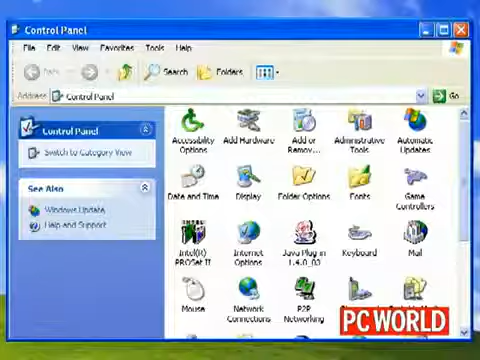 Control Panel
File Edit View Favorites Tools Help
Back Search Folders
Address Control Panel Go
Control Panel
Switch to Category View
See Also
Windows Update
Help and Support
Accessibility Options
Add Hardware
Add or Remov...
Administrative Tools
Automatic Updates
Date and Time
Display
Folder Options
Fonts
Game Controllers
Intel(R) PROSet II
Internet Options
Java Plug-in 1.4.0_03
Keyboard
Mail
Mouse
Network Connections
P2P Networking
PC WORLD